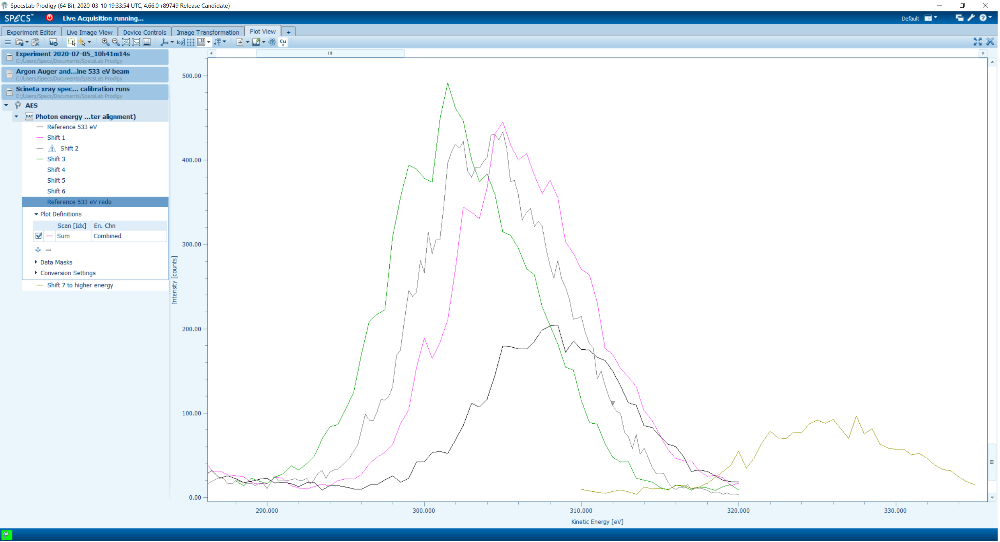 SpecsLab Prodigy (64 Bit, 2020-03-10 19:33:54 UTC, 4.66.0-r89749 Release Candidate)
SPECS™ Live Acquisition running... Default
Experiment Editor Live Image View Device Controls Image Transformation Plot View +
log 12 Cu
Experiment 2020-07-05_10h41m14s
C:/Users/Specs/Documents/SpecsLab Prodigy
Argon Auger and...ine 533 eV beam
C:/Users/Specs/Documents/SpecsLab Prodigy
Scineta xray spec... calibration runs
C:/Users/Specs/Documents/SpecsLab Prodigy
AES
FAT Photon energy ...ter alignment)
Reference 533 eV
Shift 1
Shift 2
Shift 3
Shift 4
Shift 5
Shift 6
Reference 533 eV redo
Plot Definitions
Scan [Idx] En. Chn
Sum Combined
Data Masks
Conversion Settings
Shift 7 to higher energy
Intensity [counts]
500.00
400.00
300.00
200.00
100.00
0.00
290.000 300.000 310.000 320.000 330.000
Kinetic Energy [eV]